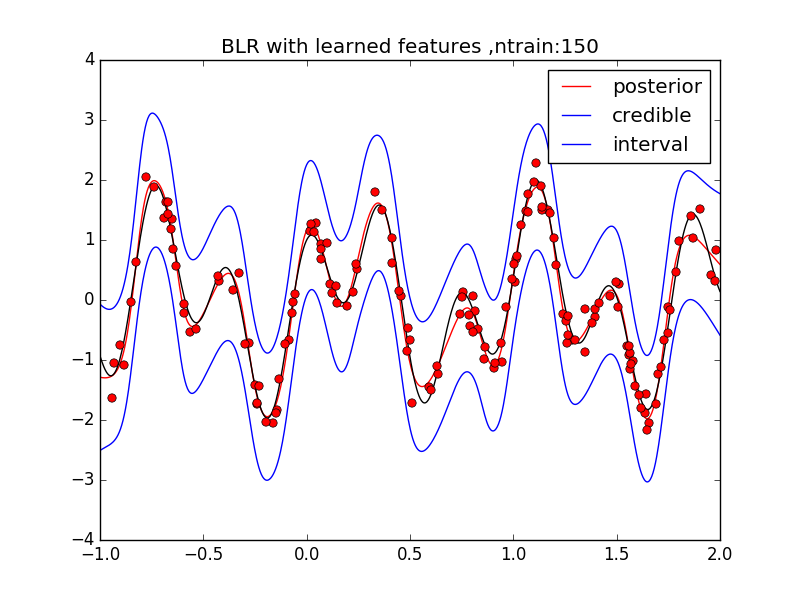 BLR with learned features ,ntrain:150
posterior
credible
interval
4
3
2
1
0
−1
−2
−3
−4
−1.0 −0.5 0.0 0.5 1.0 1.5 2.0